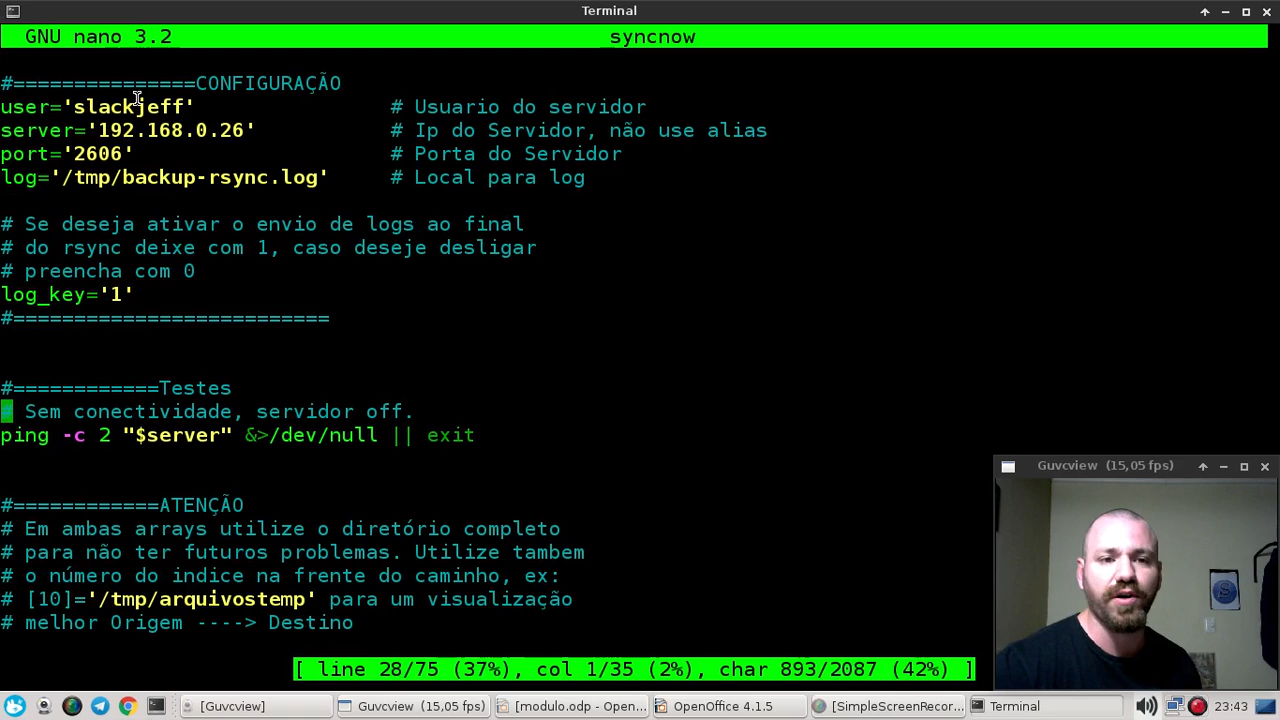 Terminal
GNU nano 3.2 syncnow
#===============CONFIGURAÇÃO
user='slackjeff' # Usuario do servidor
server='192.168.0.26' # Ip do Servidor, não use alias
port='2606' # Porta do Servidor
log='/tmp/backup-rsync.log' # Local para log
# Se deseja ativar o envio de logs ao final
# do rsync deixe com 1, caso deseje desligar
# preencha com 0
log_key='1'
#==========================
#============Testes
# Sem conectividade, servidor off.
ping -c 2 "$server" &>/dev/null || exit
#============ATENÇÃO
# Em ambas arrays utilize o diretório completo
# para não ter futuros problemas. Utilize tambem
# o número do indice na frente do caminho, ex:
# [10]='/tmp/arquivostemp' para um visualização
# melhor Origem ----> Destino
[ line 28/75 (37%), col 1/35 (2%), char 893/2087 (42%) ]
Guvcview (15,05 fps)
[Guvcview] Guvcview (15,05 fps) [modulo.odp - Open... OpenOffice 4.1.5 [SimpleScreenRecor... Terminal 23:43